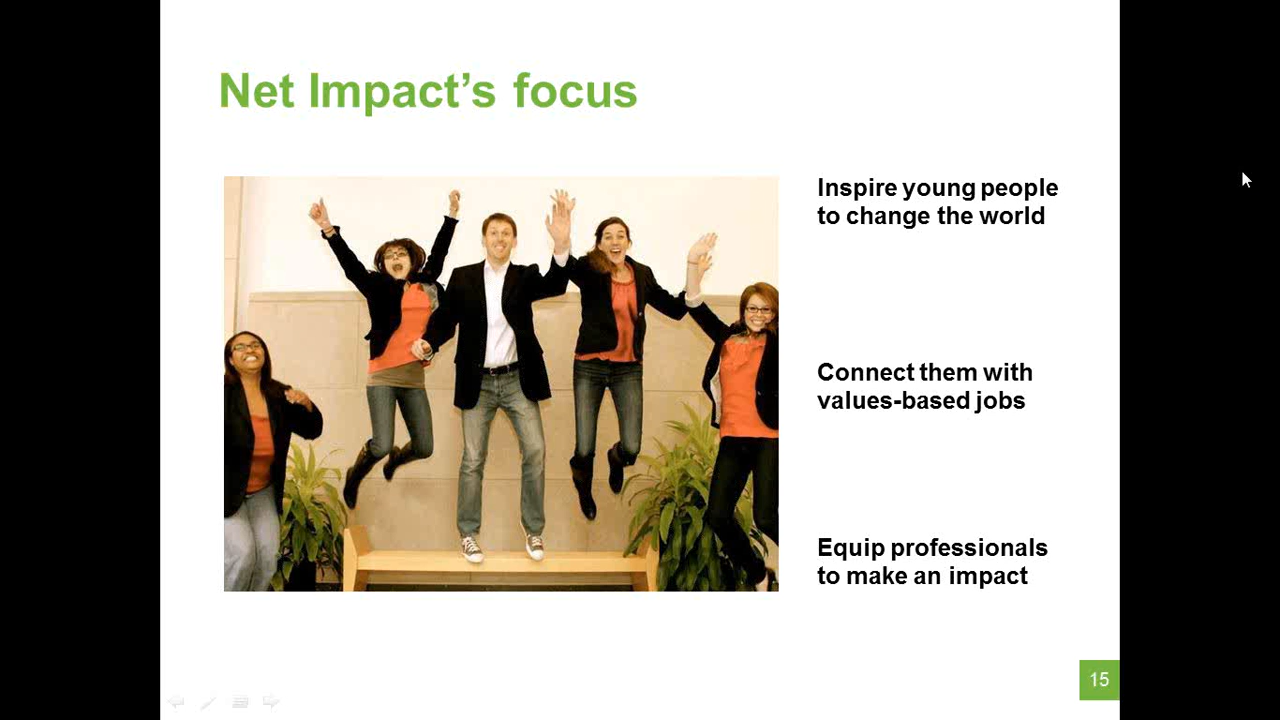 Net Impact’s focus
Inspire young people
to change the world
Connect them with
values-based jobs
Equip professionals
to make an impact
15